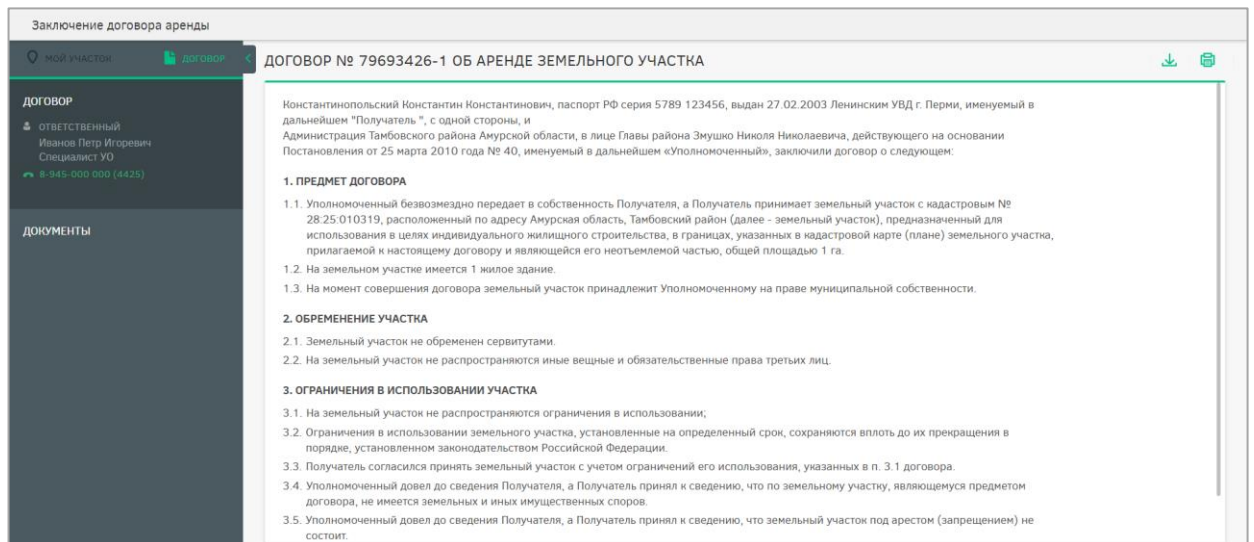 Заключение договора аренды
МОЙ УЧАСТОК
ДОГОВОР
ДОГОВОР № 79693426-1 ОБ АРЕНДЕ ЗЕМЕЛЬНОГО УЧАСТКА
ДОГОВОР
ОТВЕТСТВЕННЫЙ
Иванов Петр Игоревич
Специалист УО
8-945-000 000 (4425)
ДОКУМЕНТЫ
Константинопольский Константин Константинович, паспорт РФ серия 5789 123456, выдан 27.02.2003 Ленинским УВД г. Перми, именуемый в
дальнейшем "Получатель ", с одной стороны, и
Администрация Тамбовского района Амурской области, в лице Главы района Змушко Николя Николаевича, действующего на основании
Постановления от 25 марта 2010 года № 40, именуемый в дальнейшем «Уполномоченный», заключили договор о следующем:
1. ПРЕДМЕТ ДОГОВОРА
1.1. Уполномоченный безвозмездно передает в собственность Получателя, а Получатель принимает земельный участок с кадастровым №
28:25:010319, расположенный по адресу Амурская область, Тамбовский район (далее - земельный участок), предназначенный для
использования в целях индивидуального жилищного строительства, в границах, указанных в кадастровой карте (плане) земельного участка,
прилагаемой к настоящему договору и являющейся его неотъемлемой частью, общей площадью 1 га.
1.2. На земельном участке имеется 1 жилое здание.
1.3. На момент совершения договора земельный участок принадлежит Уполномоченному на праве муниципальной собственности.
2. ОБРЕМЕНЕНИЕ УЧАСТКА
2.1. Земельный участок не обременен сервитутами.
2.2. На земельный участок не распространяются иные вещные и обязательственные права третьих лиц.
3. ОГРАНИЧЕНИЯ В ИСПОЛЬЗОВАНИИ УЧАСТКА
3.1. На земельный участок не распространяются ограничения в использовании;
3.2. Ограничения в использовании земельного участка, установленные на определенный срок, сохраняются вплоть до их прекращения в
порядке, установленном законодательством Российской Федерации.
3.3. Получатель согласился принять земельный участок с учетом ограничений его использования, указанных в п. 3.1 договора.
3.4. Уполномоченный довел до сведения Получателя, а Получатель принял к сведению, что по земельному участку, являющемуся предметом
договора, не имеется земельных и иных имущественных споров.
3.5. Уполномоченный довел до сведения Получателя, а Получатель принял к сведению, что земельный участок под арестом (запрещением) не
состоит.